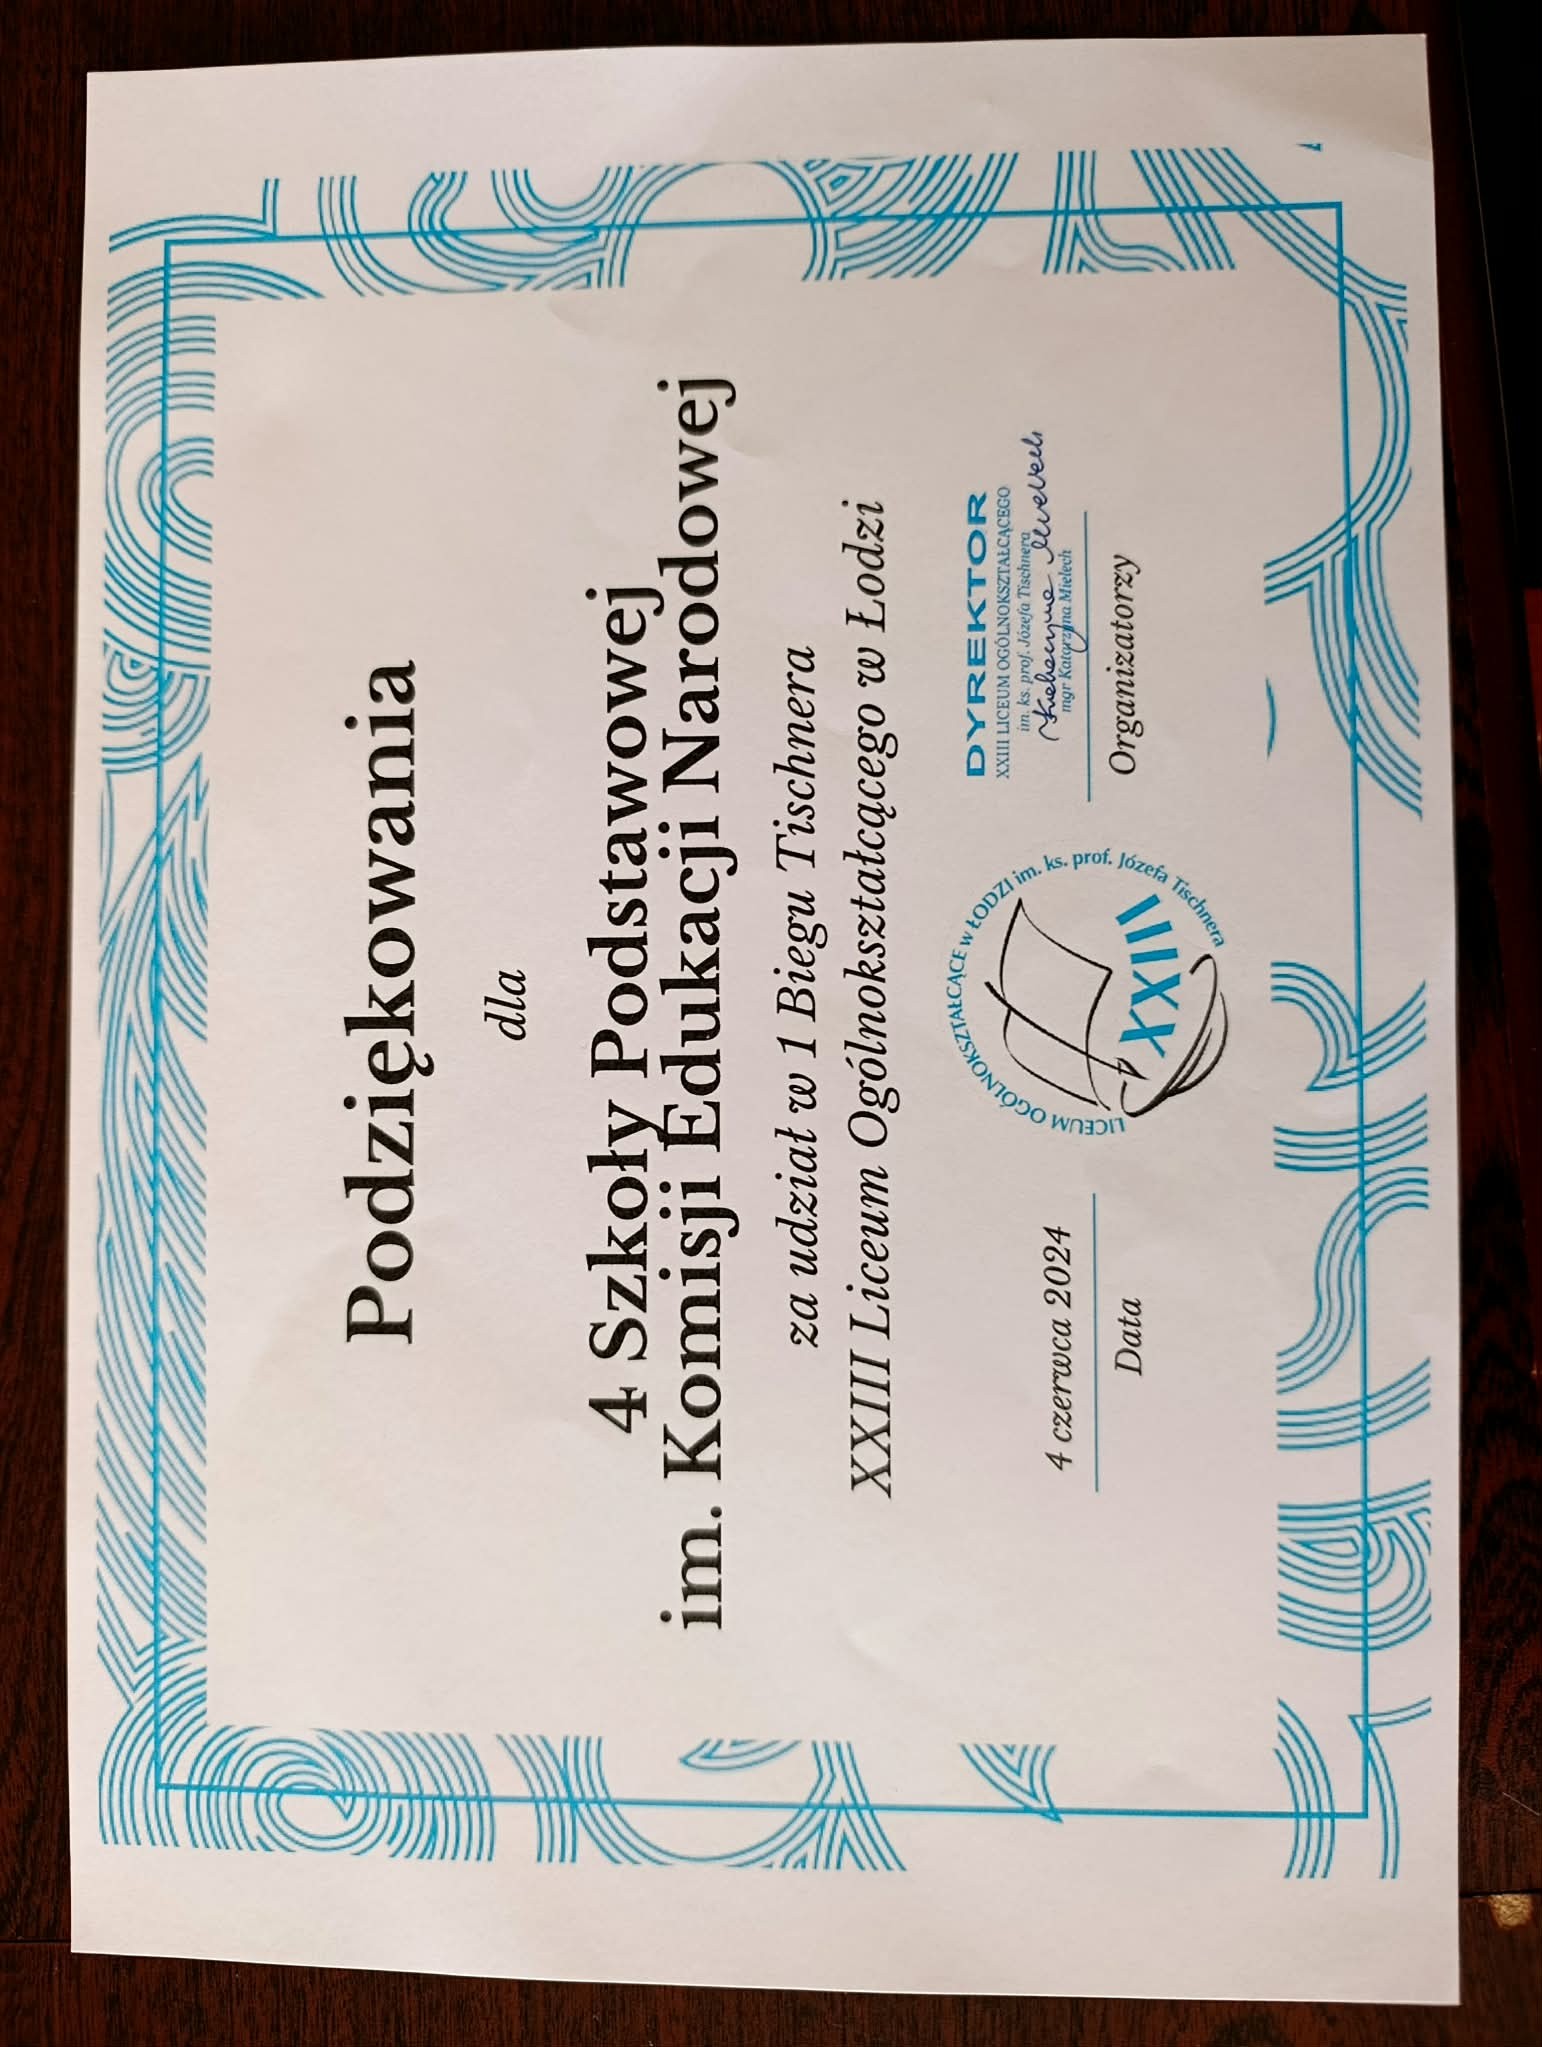 Podziękowania
dla
4 Szkoły Podstawowej
im. Komisji Edukacji Narodowej
za udział w 1 Biegu Tischnera
XXIII Liceum Ogólnokształcącego w Łodzi
4 czerwca 2024
Data
LICEUM OGÓLNOKSZTAŁCĄCE w ŁODZI im. ks. prof. Józefa Tischnera
XXIII
DYREKTOR
XXIII LICEUM OGÓLNOKSZTAŁCĄCEGO
im. ks. prof. Józefa Tischnera
Katarzyna Mielech
mgr Katarzyna Mielech
Organizatorzy